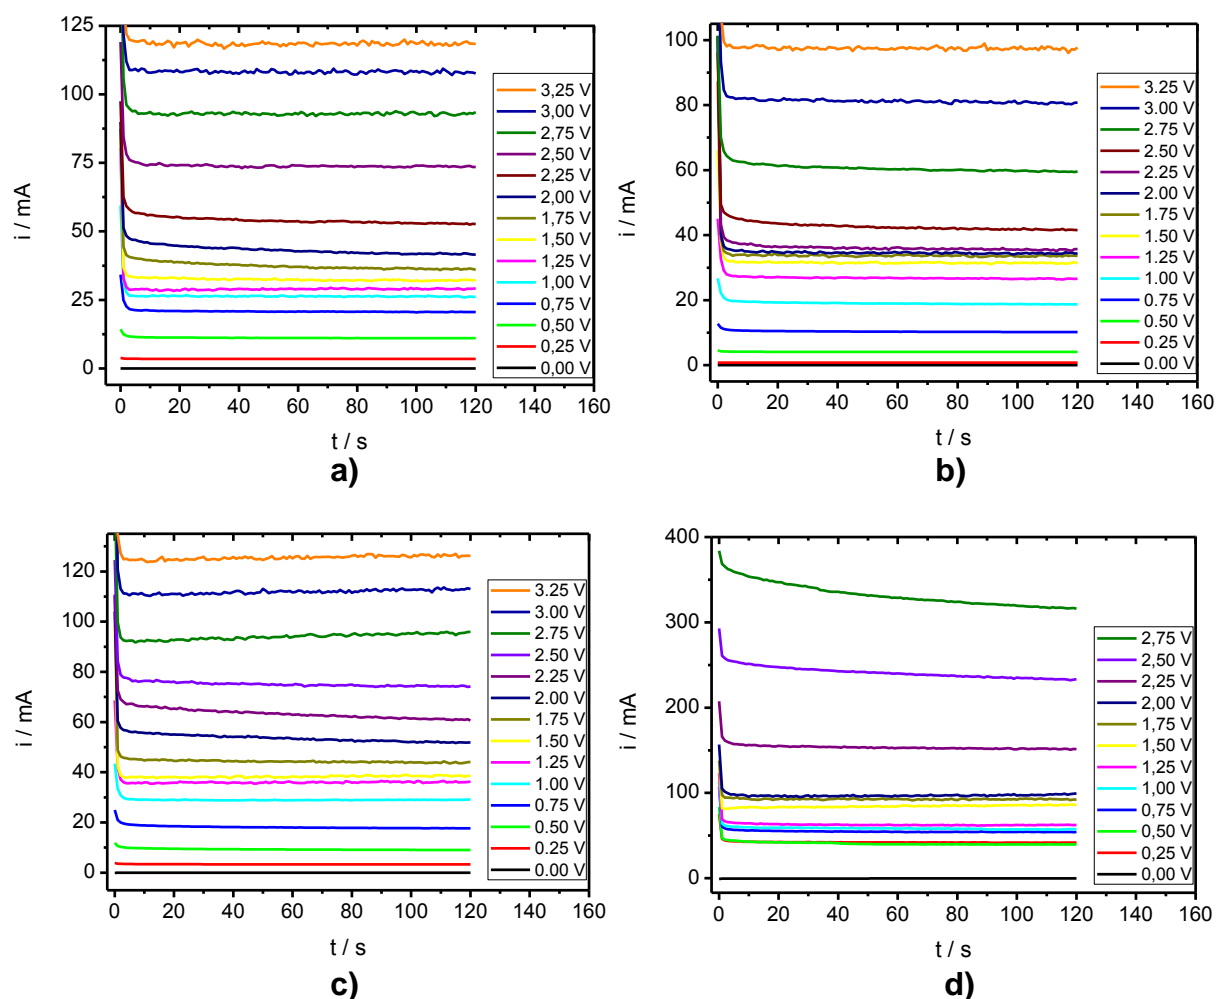 125
100
75
50
25
0
i / mA
3,25 V
3,00 V
2,75 V
2,50 V
2,25 V
2,00 V
1,75 V
1,50 V
1,25 V
1,00 V
0,75 V
0,50 V
0,25 V
0,00 V
0 20 40 60 80 100 120 140 160
t / s
a)
100
80
60
40
20
0
i / mA
3.25 V
3.00 V
2.75 V
2.50 V
2.25 V
2.00 V
1.75 V
1.50 V
1.25 V
1.00 V
0.75 V
0.50 V
0.25 V
0.00 V
0 20 40 60 80 100 120 140 160
t / s
b)
120
100
80
60
40
20
0
i / mA
3.25 V
3.00 V
2.75 V
2.50 V
2.25 V
2.00 V
1.75 V
1.50 V
1.25 V
1.00 V
0.75 V
0.50 V
0.25 V
0.00 V
0 20 40 60 80 100 120 140 160
t / s
c)
400
300
200
100
0
i / mA
2,75 V
2,50 V
2,25 V
2,00 V
1,75 V
1,50 V
1,25 V
1,00 V
0,75 V
0,50 V
0,25 V
0,00 V
0 20 40 60 80 100 120 140 160
t / s
d)